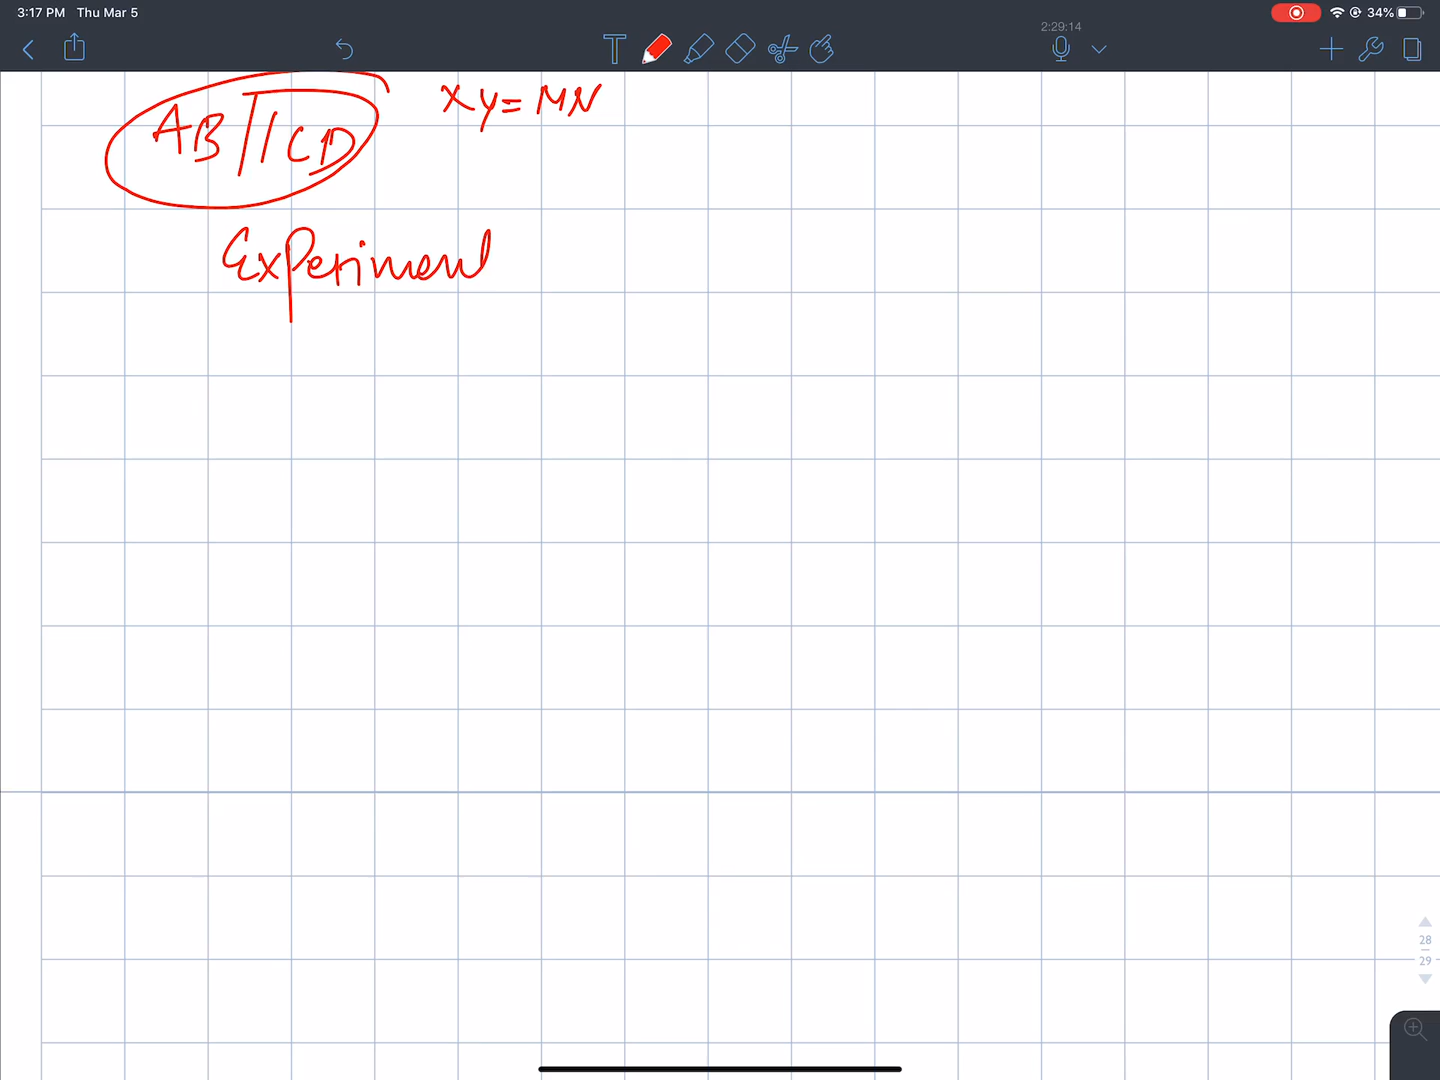 3:17 PM Thu Mar 5
34%
2:29:14
XY = MN
AB || CD
Experiment
28
29